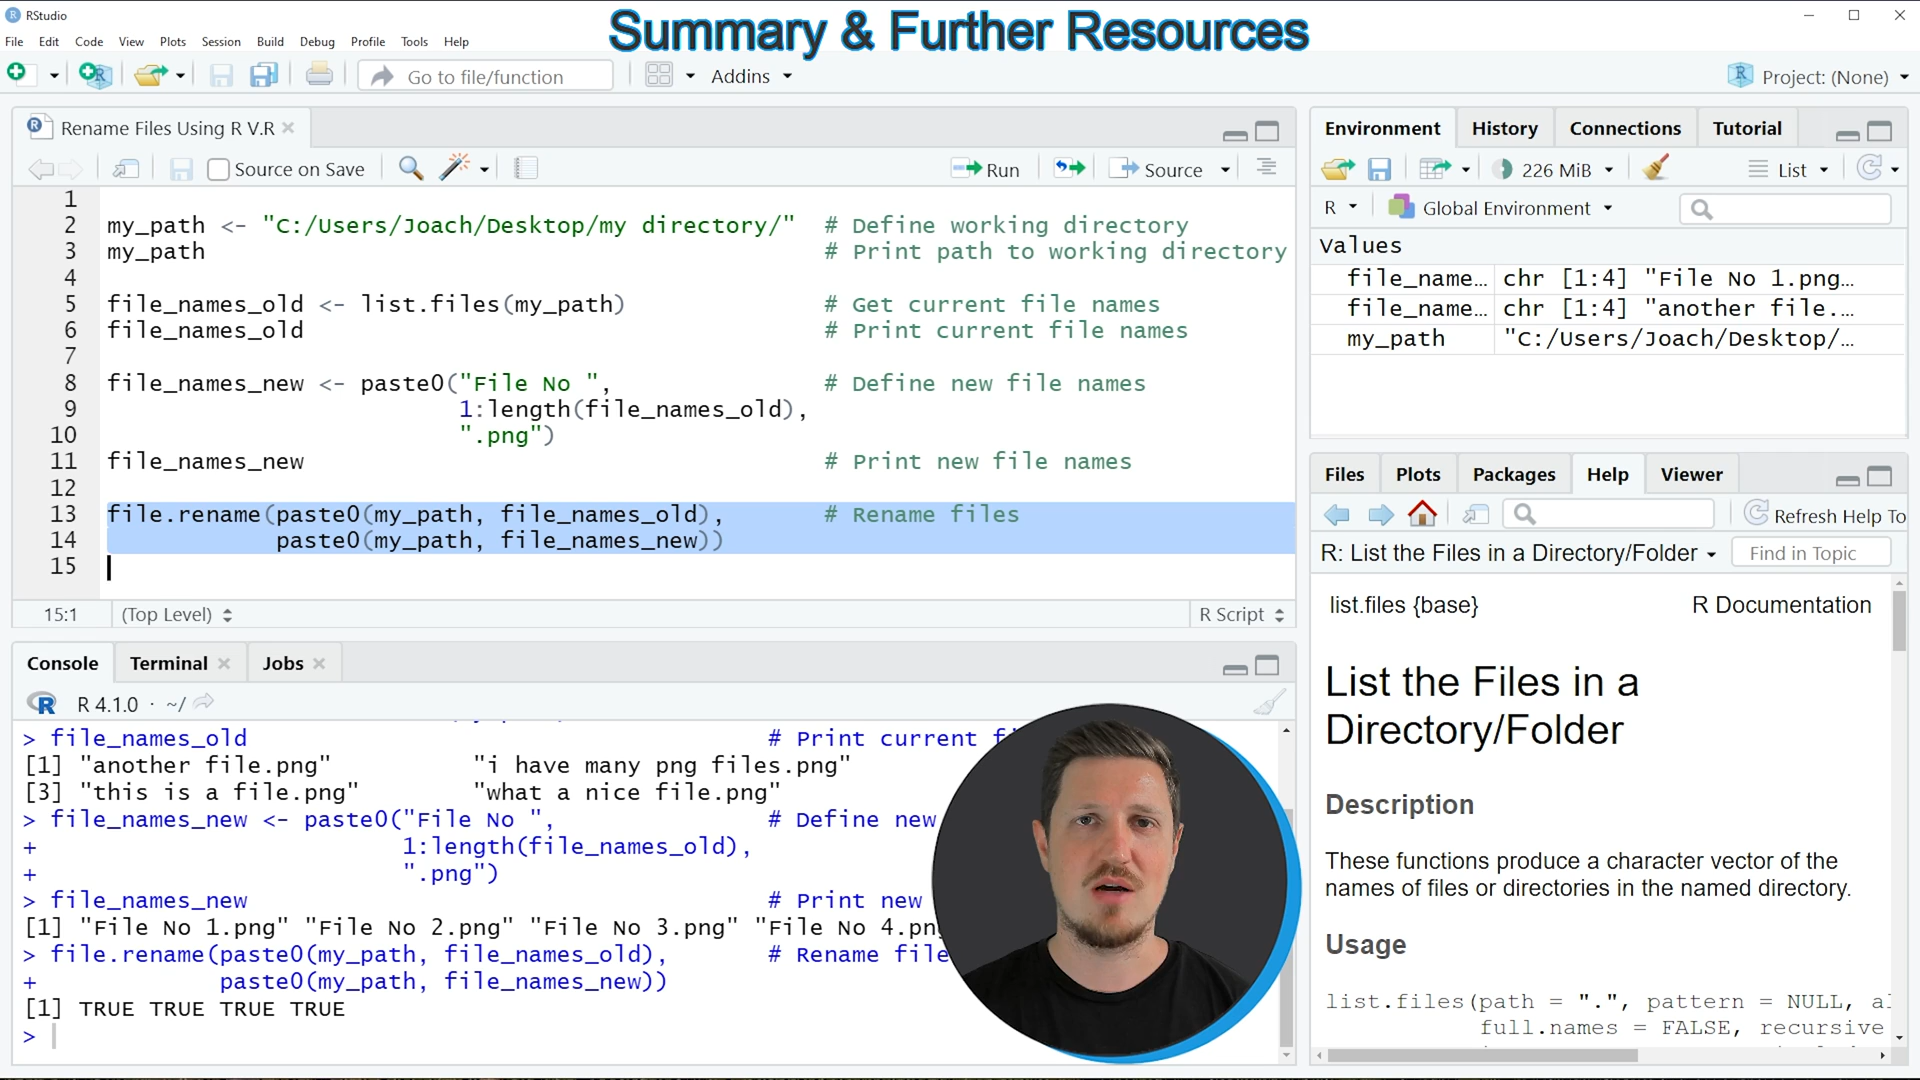 RStudio
Summary & Further Resources
File Edit Code View Plots Session Build Debug Profile Tools Help
Go to file/function
Addins
Project: (None)
Rename Files Using R V.R
Source on Save
Run
Source
1
2 my_path <- "C:/Users/Joach/Desktop/my directory/" # Define working directory
3 my_path # Print path to working directory
4
5 file_names_old <- list.files(my_path) # Get current file names
6 file_names_old # Print current file names
7
8 file_names_new <- paste0("File No ", # Define new file names
9 1:length(file_names_old),
10 ".png")
11 file_names_new # Print new file names
12
13 file.rename(paste0(my_path, file_names_old), # Rename files
14 paste0(my_path, file_names_new))
15
15:1 (Top Level) R Script
Console Terminal Jobs
R 4.1.0 · ~/
> file_names_old # Print current fi
[1] "another file.png" "i have many png files.png"
[3] "this is a file.png" "what a nice file.png"
> file_names_new <- paste0("File No ", # Define new
+ 1:length(file_names_old),
+ ".png")
> file_names_new # Print new
[1] "File No 1.png" "File No 2.png" "File No 3.png" "File No 4.pn
> file.rename(paste0(my_path, file_names_old), # Rename file
+ paste0(my_path, file_names_new))
[1] TRUE TRUE TRUE TRUE
>
Environment History Connections Tutorial
226 MiB
List
R Global Environment
Values
file_name… chr [1:4] "File No 1.png…
file_name… chr [1:4] "another file.…
my_path "C:/Users/Joach/Desktop/…
Files Plots Packages Help Viewer
Refresh Help To
R: List the Files in a Directory/Folder Find in Topic
list.files {base} R Documentation
List the Files in a
Directory/Folder
Description
These functions produce a character vector of the
names of files or directories in the named directory.
Usage
list.files(path = ".", pattern = NULL, al
full.names = FALSE, recursive